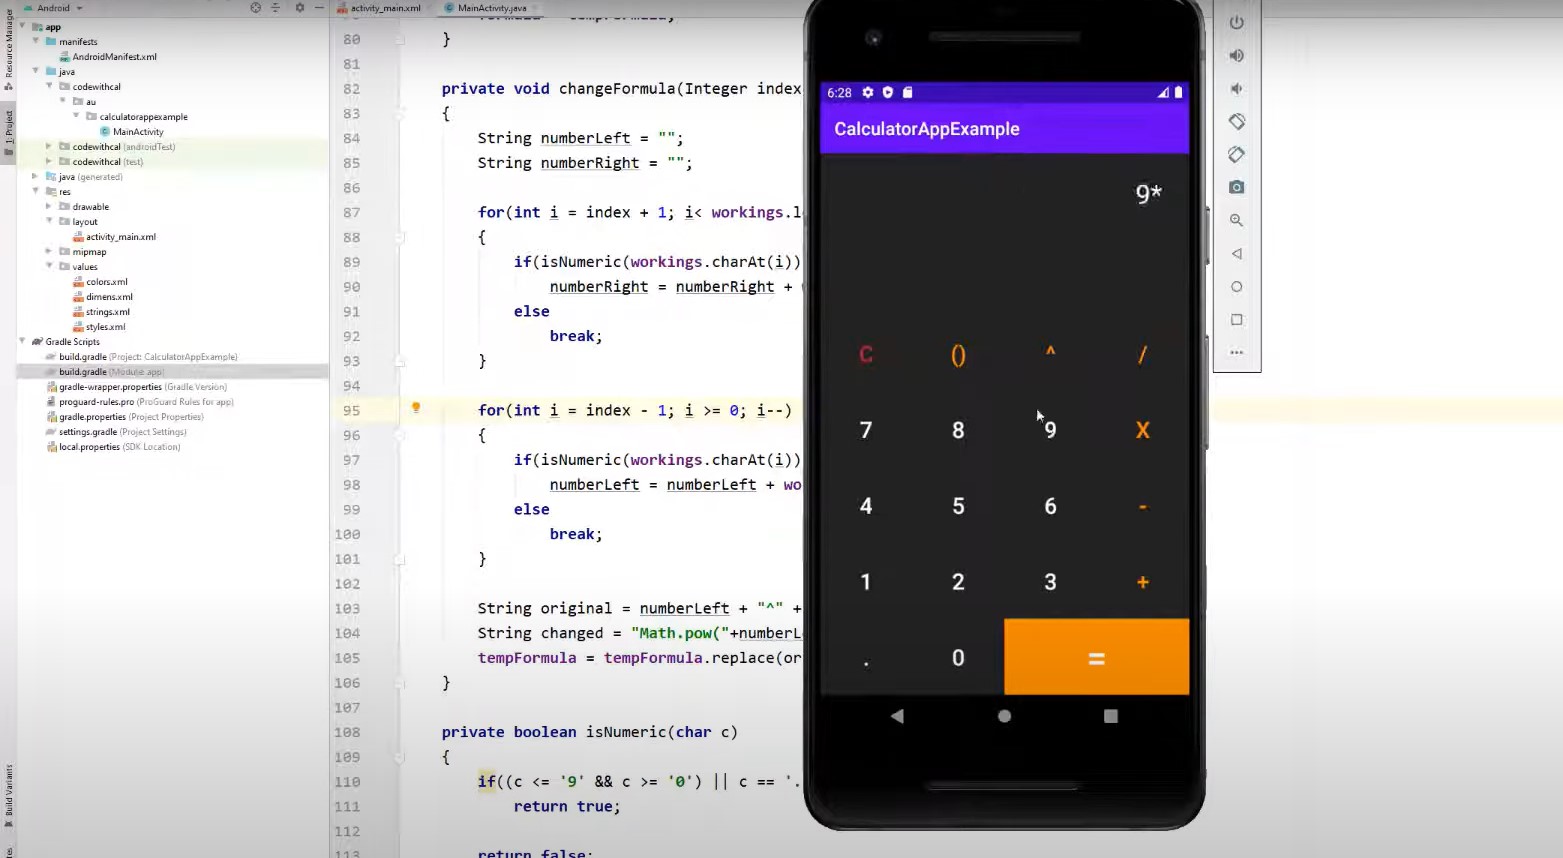 Android
activity_main.xml
MainActivity.java
Resource Manager
1: Project
Build Variants
app
manifests
AndroidManifest.xml
java
codewithcal
au
calculatorappexample
MainActivity
codewithcal (androidTest)
codewithcal (test)
java (generated)
res
drawable
layout
activity_main.xml
mipmap
values
colors.xml
dimens.xml
strings.xml
styles.xml
Gradle Scripts
build.gradle (Project: CalculatorAppExample)
build.gradle (Module: app)
gradle-wrapper.properties (Gradle Version)
proguard-rules.pro (ProGuard Rules for app)
gradle.properties (Project Properties)
settings.gradle (Project Settings)
local.properties (SDK Location)
80 }
81
82 private void changeFormula(Integer index
83 {
84 String numberLeft = "";
85 String numberRight = "";
86
87 for(int i = index + 1; i< workings.l
88 {
89 if(isNumeric(workings.charAt(i))
90 numberRight = numberRight +
91 else
92 break;
93 }
94
95 for(int i = index - 1; i >= 0; i--)
96 {
97 if(isNumeric(workings.charAt(i))
98 numberLeft = numberLeft + wo
99 else
100 break;
101 }
102
103 String original = numberLeft + "^" +
104 String changed = "Math.pow("+numberL
105 tempFormula = tempFormula.replace(or
106 }
107
108 private boolean isNumeric(char c)
109 {
110 if((c <= '9' && c >= '0') || c == '.
111 return true;
112
113 return false;
6:28
CalculatorAppExample
9*
C () ^ /
7 8 9 X
4 5 6 -
1 2 3 +
. 0 =